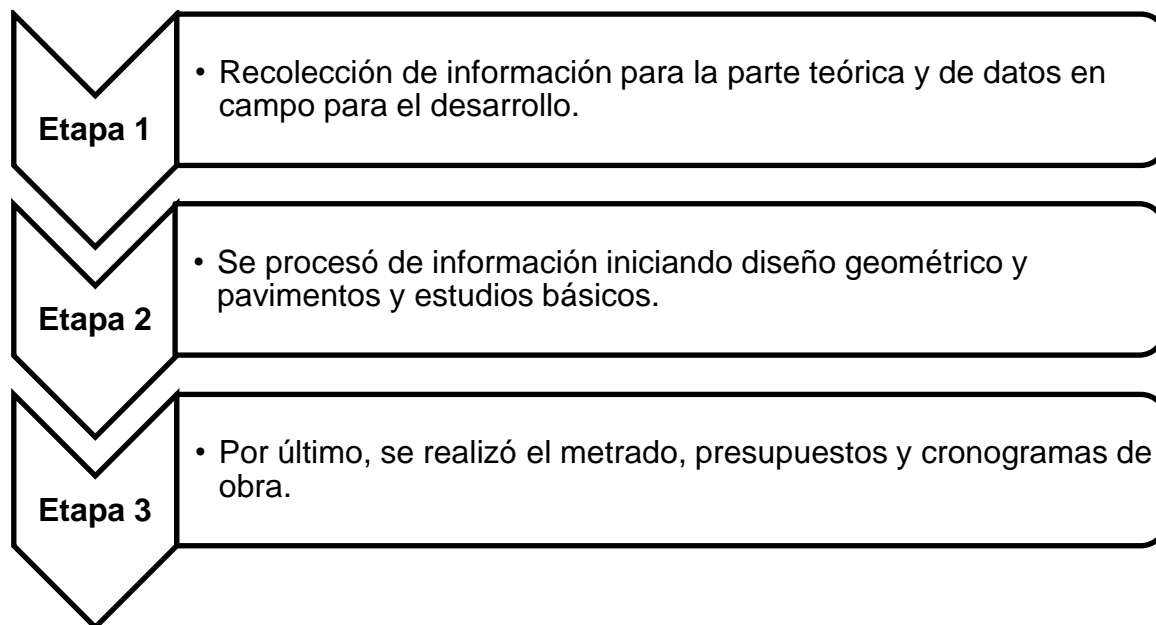 Etapa 1
• Recolección de información para la parte teórica y de datos en
campo para el desarrollo.
Etapa 2
• Se procesó de información iniciando diseño geométrico y
pavimentos y estudios básicos.
Etapa 3
• Por último, se realizó el metrado, presupuestos y cronogramas de
obra.